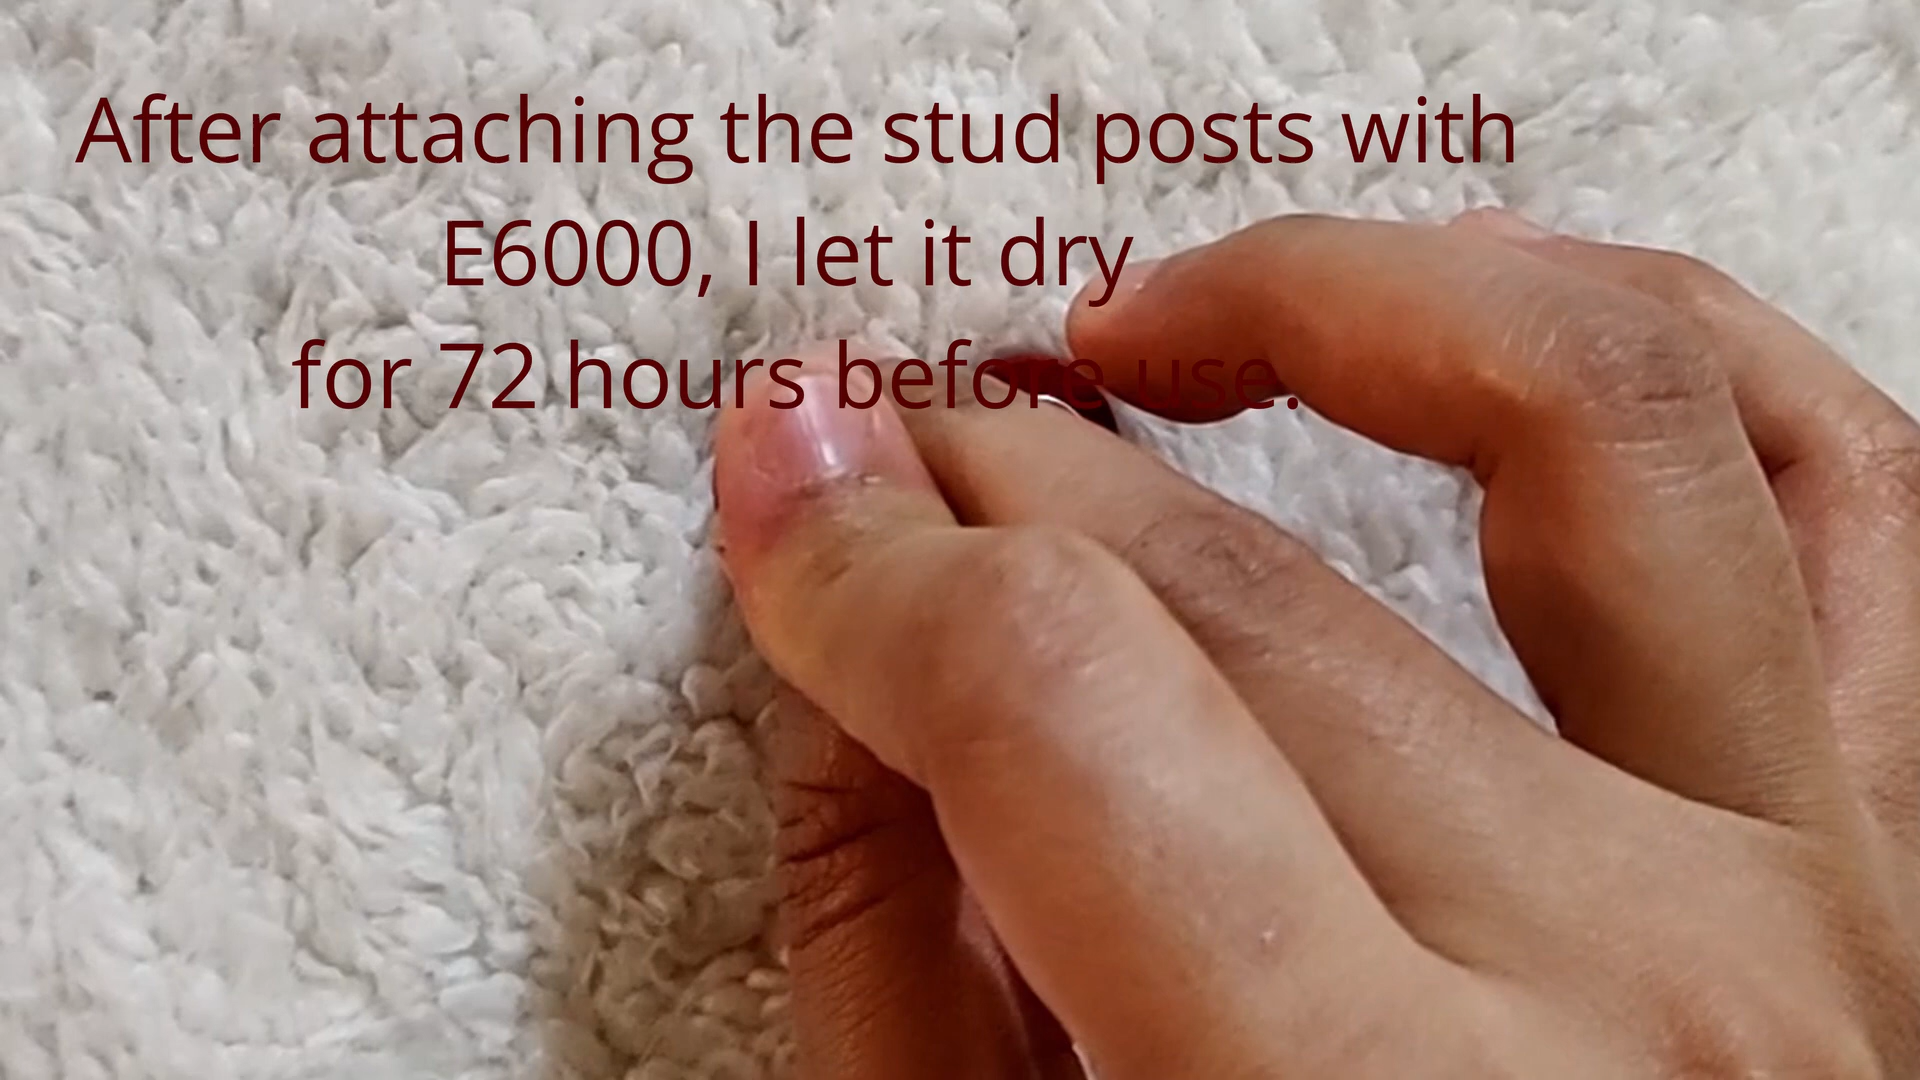 After attaching the stud posts with
E6000, I let it dry
for 72 hours before use.